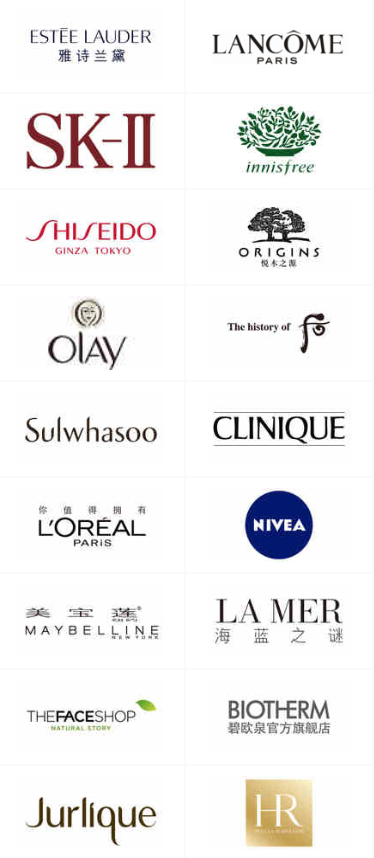 ESTĒE LAUDER
雅诗兰黛
LANCÔME
PARIS
SK-II
innisfree
SHISEIDO
GINZA TOKYO
ORIGINS
悦木之源
OLAY
The history of 后
Sulwhasoo
CLINIQUE
你值得拥有
L'ORÉAL
PARIS
NIVEA
美宝莲®
MAYBELLINE
NEW YORK
LA MER
海蓝之谜
THEFACESHOP
NATURAL STORY
BIOTHERM
碧欧泉官方旗舰店
Jurlique
HR